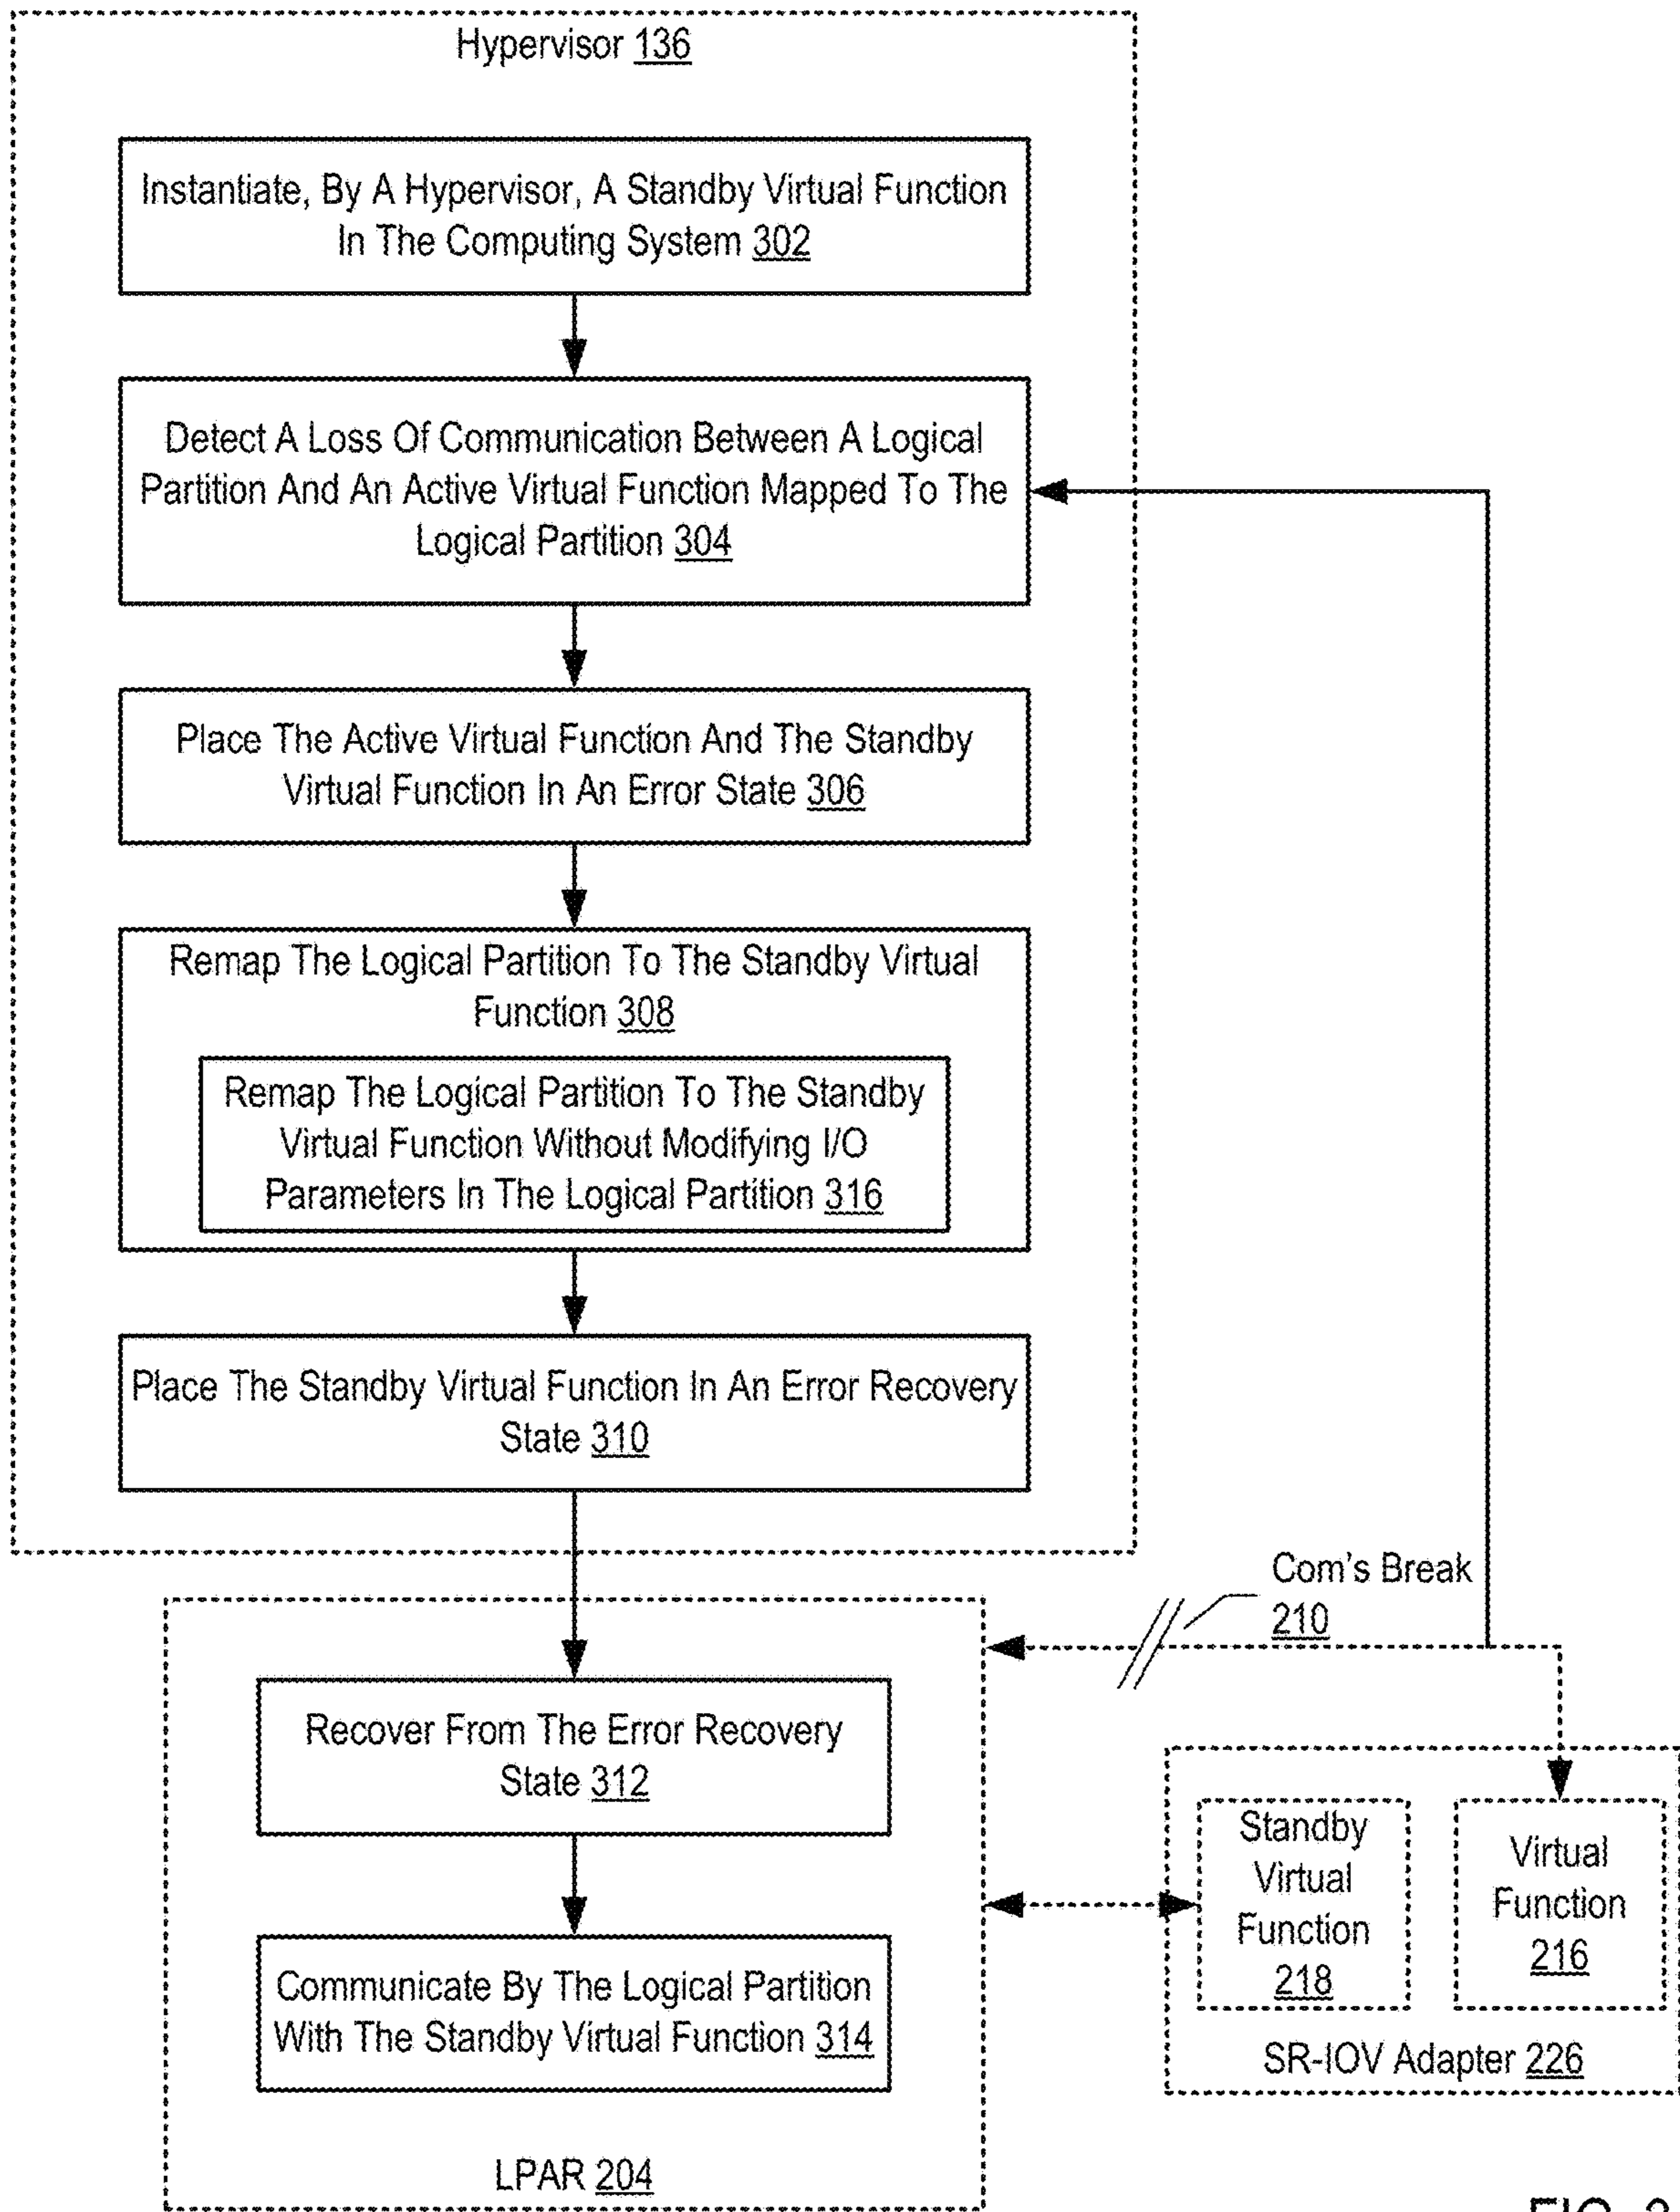 Hypervisor 136
Instantiate, By A Hypervisor, A Standby Virtual Function
In The Computing System 302
Detect A Loss Of Communication Between A Logical
Partition And An Active Virtual Function Mapped To The
Logical Partition 304
Place The Active Virtual Function And The Standby
Virtual Function In An Error State 306
Remap The Logical Partition To The Standby Virtual
Function 308
Remap The Logical Partition To The Standby
Virtual Function Without Modifying I/O
Parameters In The Logical Partition 316
Place The Standby Virtual Function In An Error Recovery
State 310
Com's Break
210
Recover From The Error Recovery
State 312
Communicate By The Logical Partition
With The Standby Virtual Function 314
LPAR 204
Standby
Virtual
Function
218
Virtual
Function
216
SR-IOV Adapter 226
FIG. 3